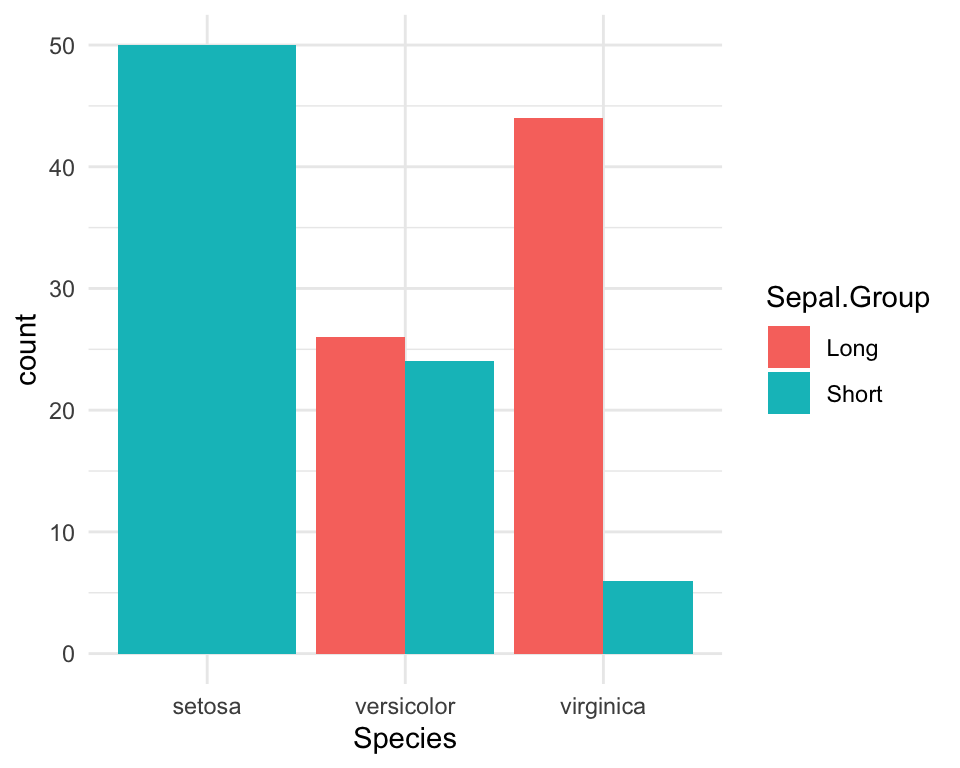 50
40
30
20
10
0
count
setosa
versicolor
virginica
Species
Sepal.Group
Long
Short